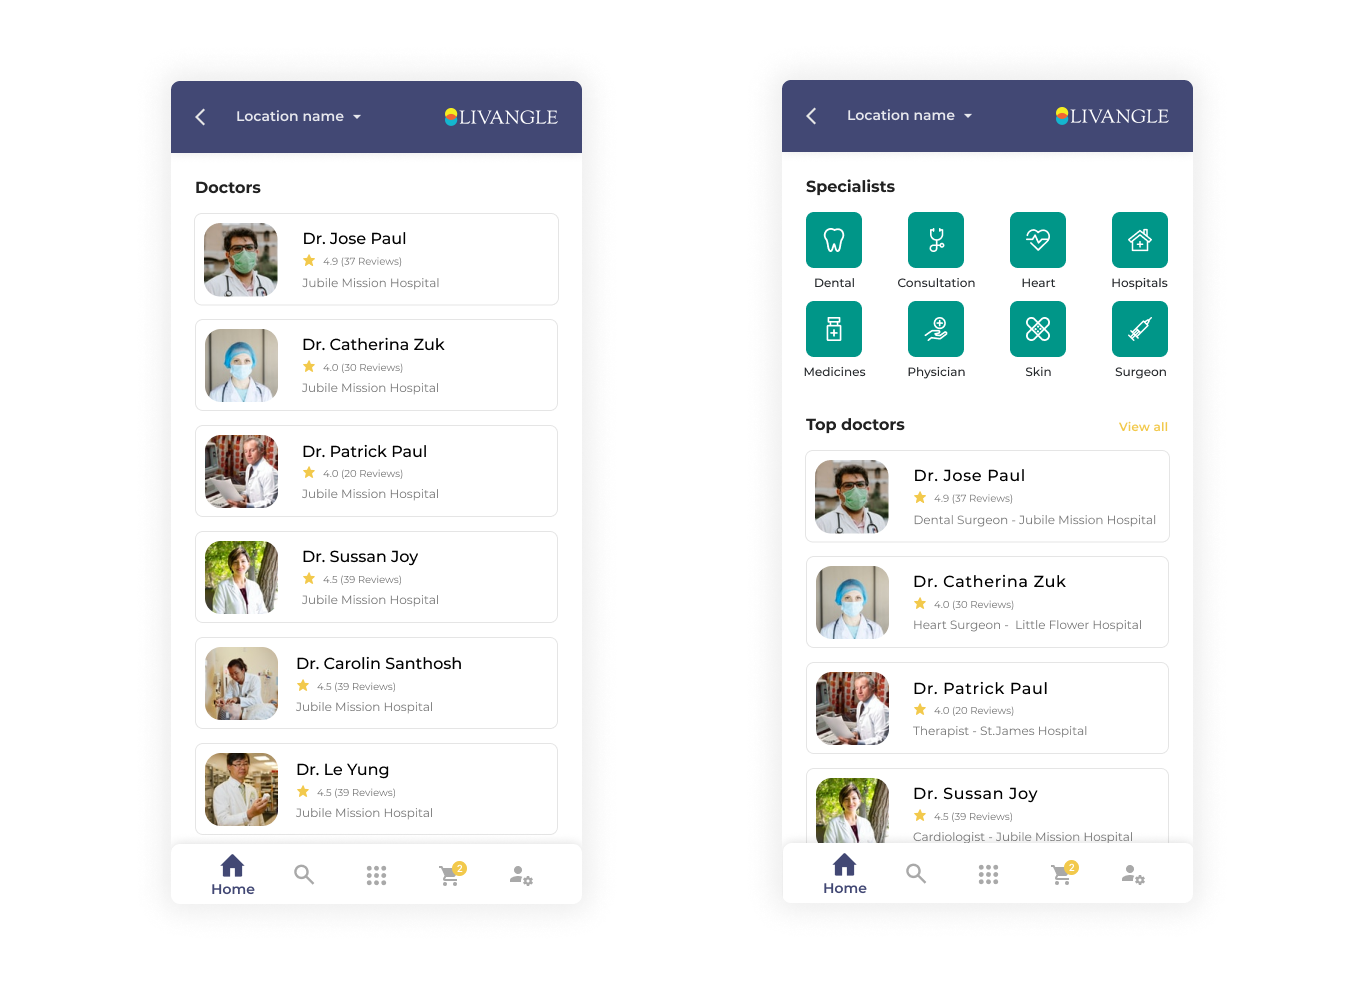 Location name
LIVANGLE
Doctors
Dr. Jose Paul
4.9 (37 Reviews)
Jubile Mission Hospital
Dr. Catherina Zuk
4.0 (30 Reviews)
Jubile Mission Hospital
Dr. Patrick Paul
4.0 (20 Reviews)
Jubile Mission Hospital
Dr. Sussan Joy
4.5 (39 Reviews)
Jubile Mission Hospital
Dr. Carolin Santhosh
4.5 (39 Reviews)
Jubile Mission Hospital
Dr. Le Yung
4.5 (39 Reviews)
Jubile Mission Hospital
2
Home
Location name
LIVANGLE
Specialists
Dental
Consultation
Heart
Hospitals
Medicines
Physician
Skin
Surgeon
Top doctors
View all
Dr. Jose Paul
4.9 (37 Reviews)
Dental Surgeon - Jubile Mission Hospital
Dr. Catherina Zuk
4.0 (30 Reviews)
Heart Surgeon - Little Flower Hospital
Dr. Patrick Paul
4.0 (20 Reviews)
Therapist - St.James Hospital
Dr. Sussan Joy
4.5 (39 Reviews)
Cardiologist - Jubile Mission Hospital
2
Home